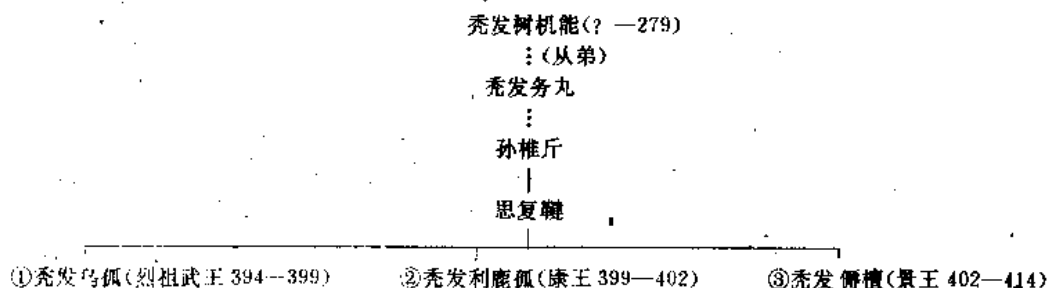 秃发树机能(? —279)
(从弟)
秃发务丸
孙椎斤
思复鞬
①秃发乌孤(烈祖武王 394—399) ②秃发利鹿孤(康王 399—402) ③秃发傉檀(景王 402—414)